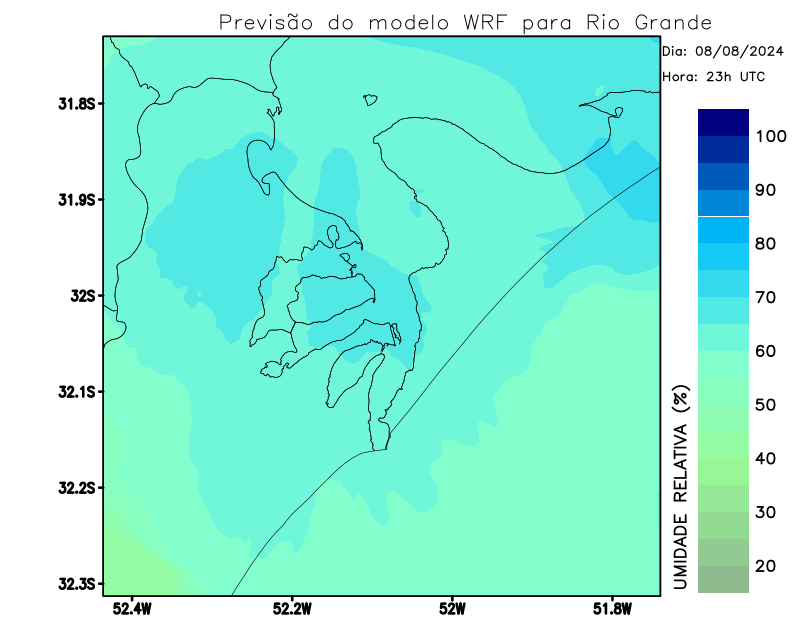 Previsão do modelo WRF para Rio Grande
Dia: 08/08/2024
Hora: 23h UTC
31.8S
31.9S
32S
32.1S
32.2S
32.3S
52.4W
52.2W
52W
51.8W
UMIDADE RELATIVA (%)
100
90
80
70
60
50
40
30
20